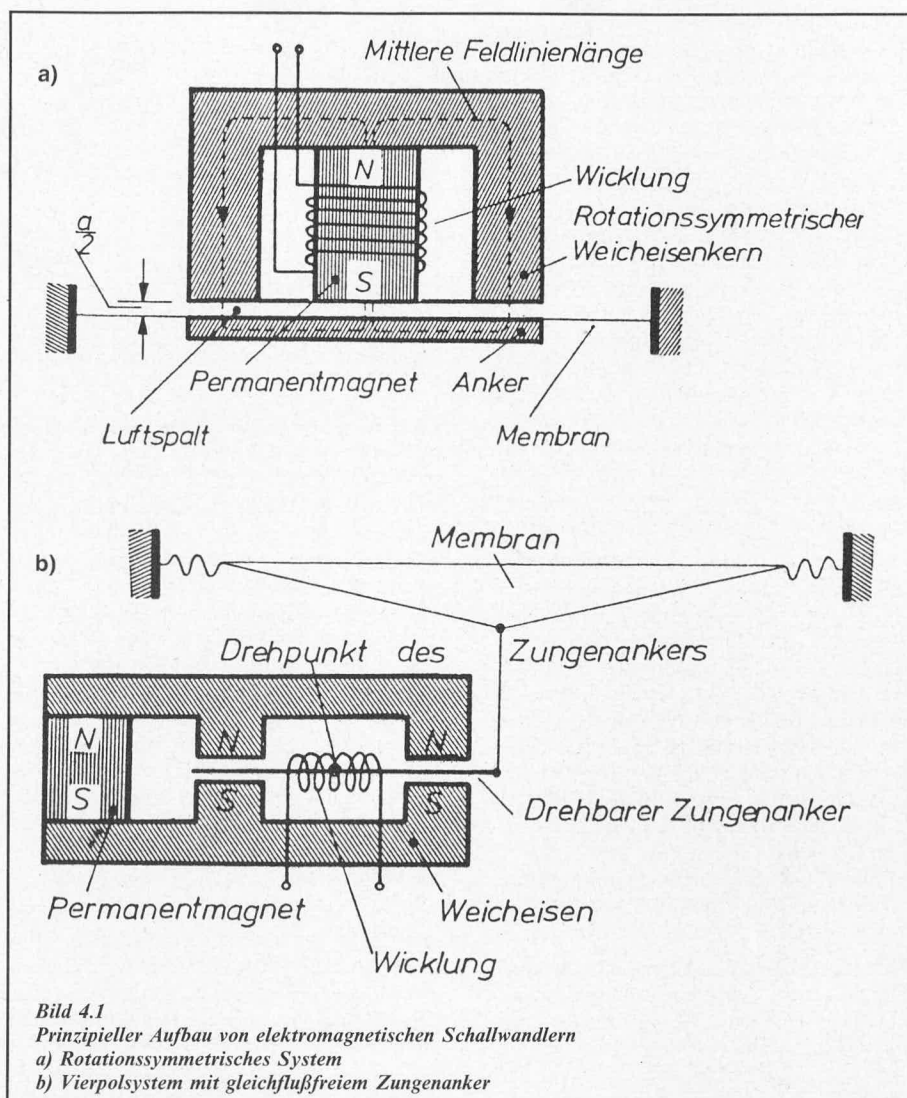 a)
Mittlere Feldlinienlänge
N
Wicklung
Rotationssymmetrischer
a/2
Weicheisenkern
S
Permanentmagnet
Anker
Luftspalt
Membran
b)
Membran
Drehpunkt des Zungenankers
N
N
N
S
S
S
Drehbarer Zungenanker
Permanentmagnet
Weicheisen
Wicklung
Bild 4.1
Prinzipieller Aufbau von elektromagnetischen Schallwandlern
a) Rotationssymmetrisches System
b) Vierpolsystem mit gleichflußfreiem Zungenanker